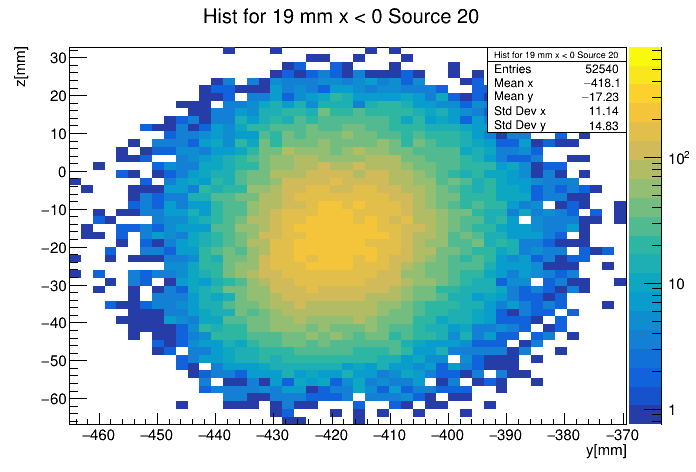 Hist for 19 mm x < 0 Source 20
z[mm]
30
20
10
0
−10
−20
−30
−40
−50
−60
−460 −450 −440 −430 −420 −410 −400 −390 −380 −370
y[mm]
Hist for 19 mm x < 0 Source 20
Entries 52540
Mean x −418.1
Mean y −17.23
Std Dev x 11.14
Std Dev y 14.83
10²
10
1